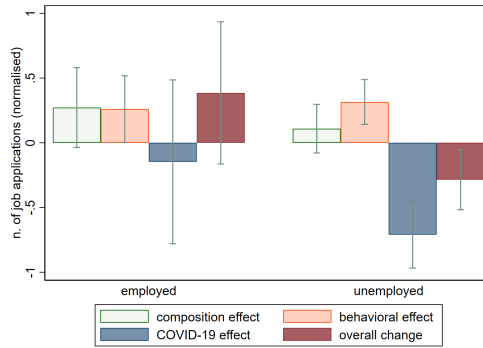 n. of job applications (normalised)
1
.5
0
-.5
-1
employed
unemployed
composition effect
behavioral effect
COVID-19 effect
overall change